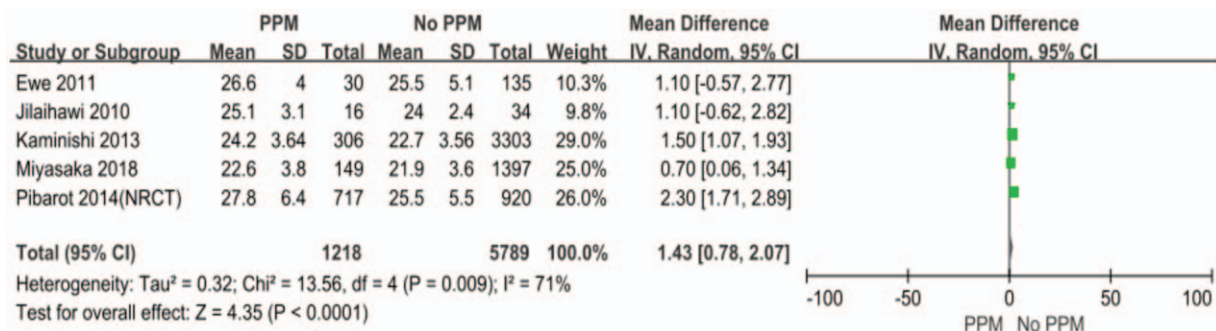 PPM No PPM Mean Difference Mean Difference
Study or Subgroup Mean SD Total Mean SD Total Weight IV, Random, 95% CI IV, Random, 95% CI
Ewe 2011 26.6 4 30 25.5 5.1 135 10.3% 1.10 [-0.57, 2.77]
Jilaihawi 2010 25.1 3.1 16 24 2.4 34 9.8% 1.10 [-0.62, 2.82]
Kaminishi 2013 24.2 3.64 306 22.7 3.56 3303 29.0% 1.50 [1.07, 1.93]
Miyasaka 2018 22.6 3.8 149 21.9 3.6 1397 25.0% 0.70 [0.06, 1.34]
Pibarot 2014(NRCT) 27.8 6.4 717 25.5 5.5 920 26.0% 2.30 [1.71, 2.89]
Total (95% CI) 1218 5789 100.0% 1.43 [0.78, 2.07]
Heterogeneity: Tau² = 0.32; Chi² = 13.56, df = 4 (P = 0.009); I² = 71%
Test for overall effect: Z = 4.35 (P < 0.0001)
-100 -50 0 50 100
PPM No PPM